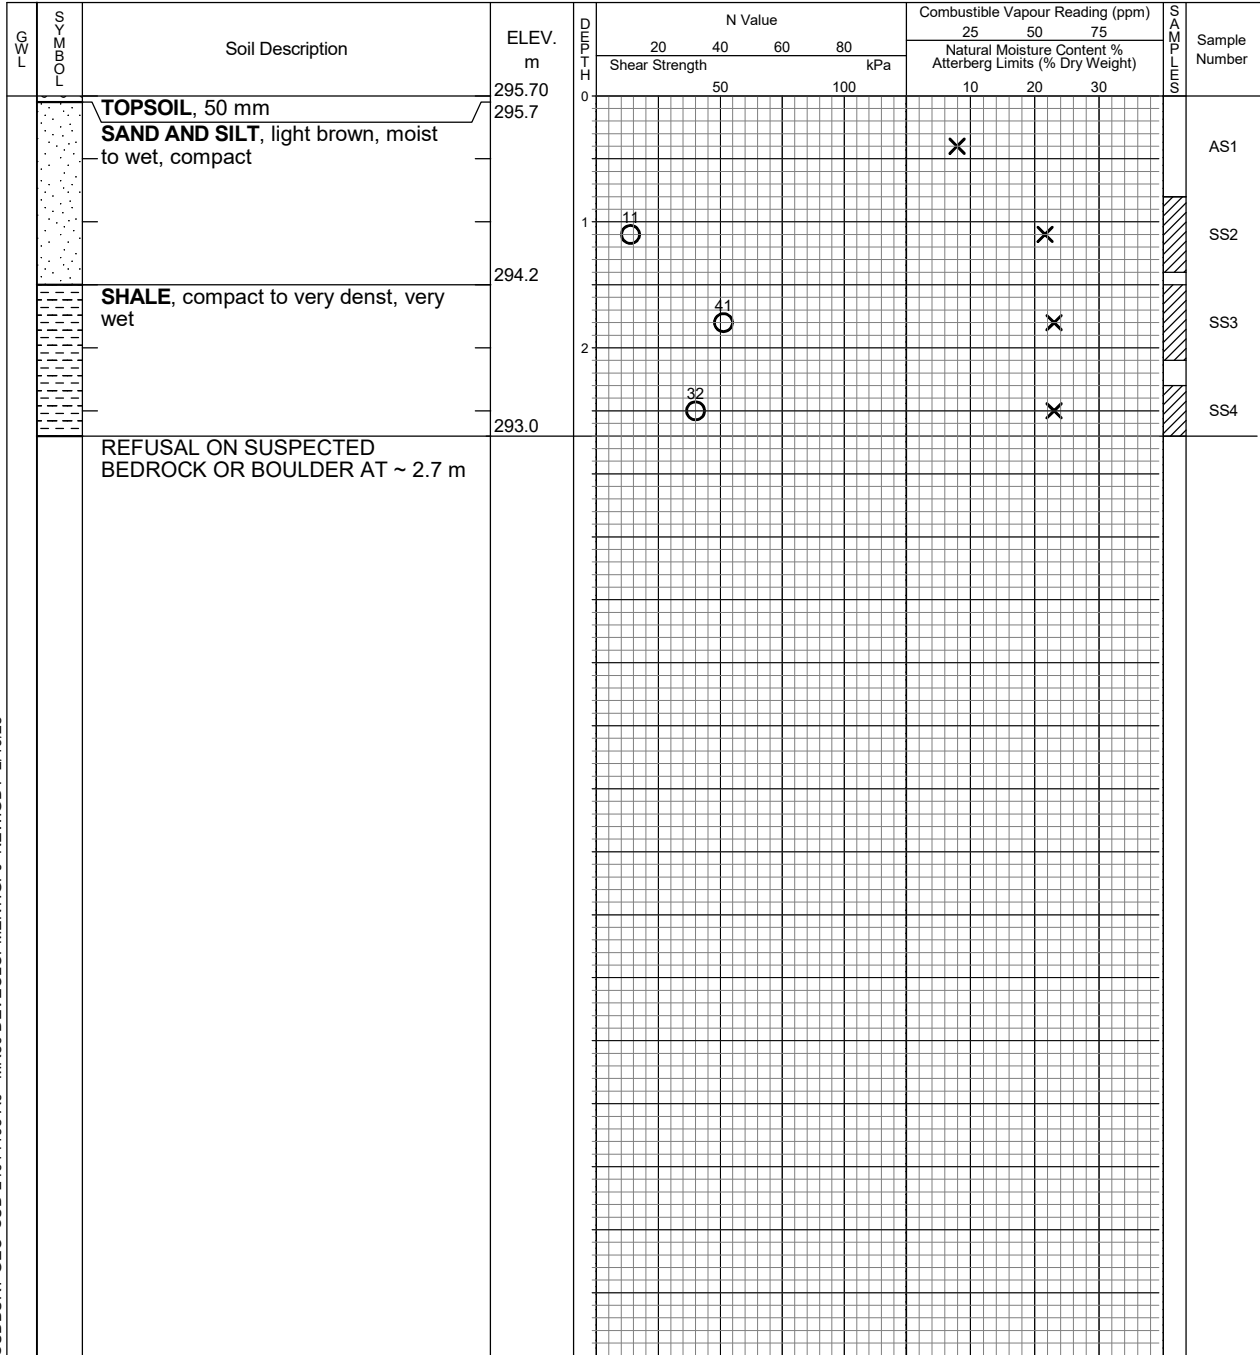 GWL
SYMBOL
Soil Description
ELEV.
m
295.70
DEPTH
N Value
20 40 60 80
Shear Strength kPa
50 100
Combustible Vapour Reading (ppm)
25 50 75
Natural Moisture Content %
Atterberg Limits (% Dry Weight)
10 20 30
SAMPLES
Sample
Number
0
TOPSOIL, 50 mm
295.7
SAND AND SILT, light brown, moist
to wet, compact
AS1
1
11
SS2
294.2
SHALE, compact to very denst, very
wet
41
SS3
2
32
SS4
293.0
REFUSAL ON SUSPECTED
BEDROCK OR BOULDER AT ~ 2.7 m